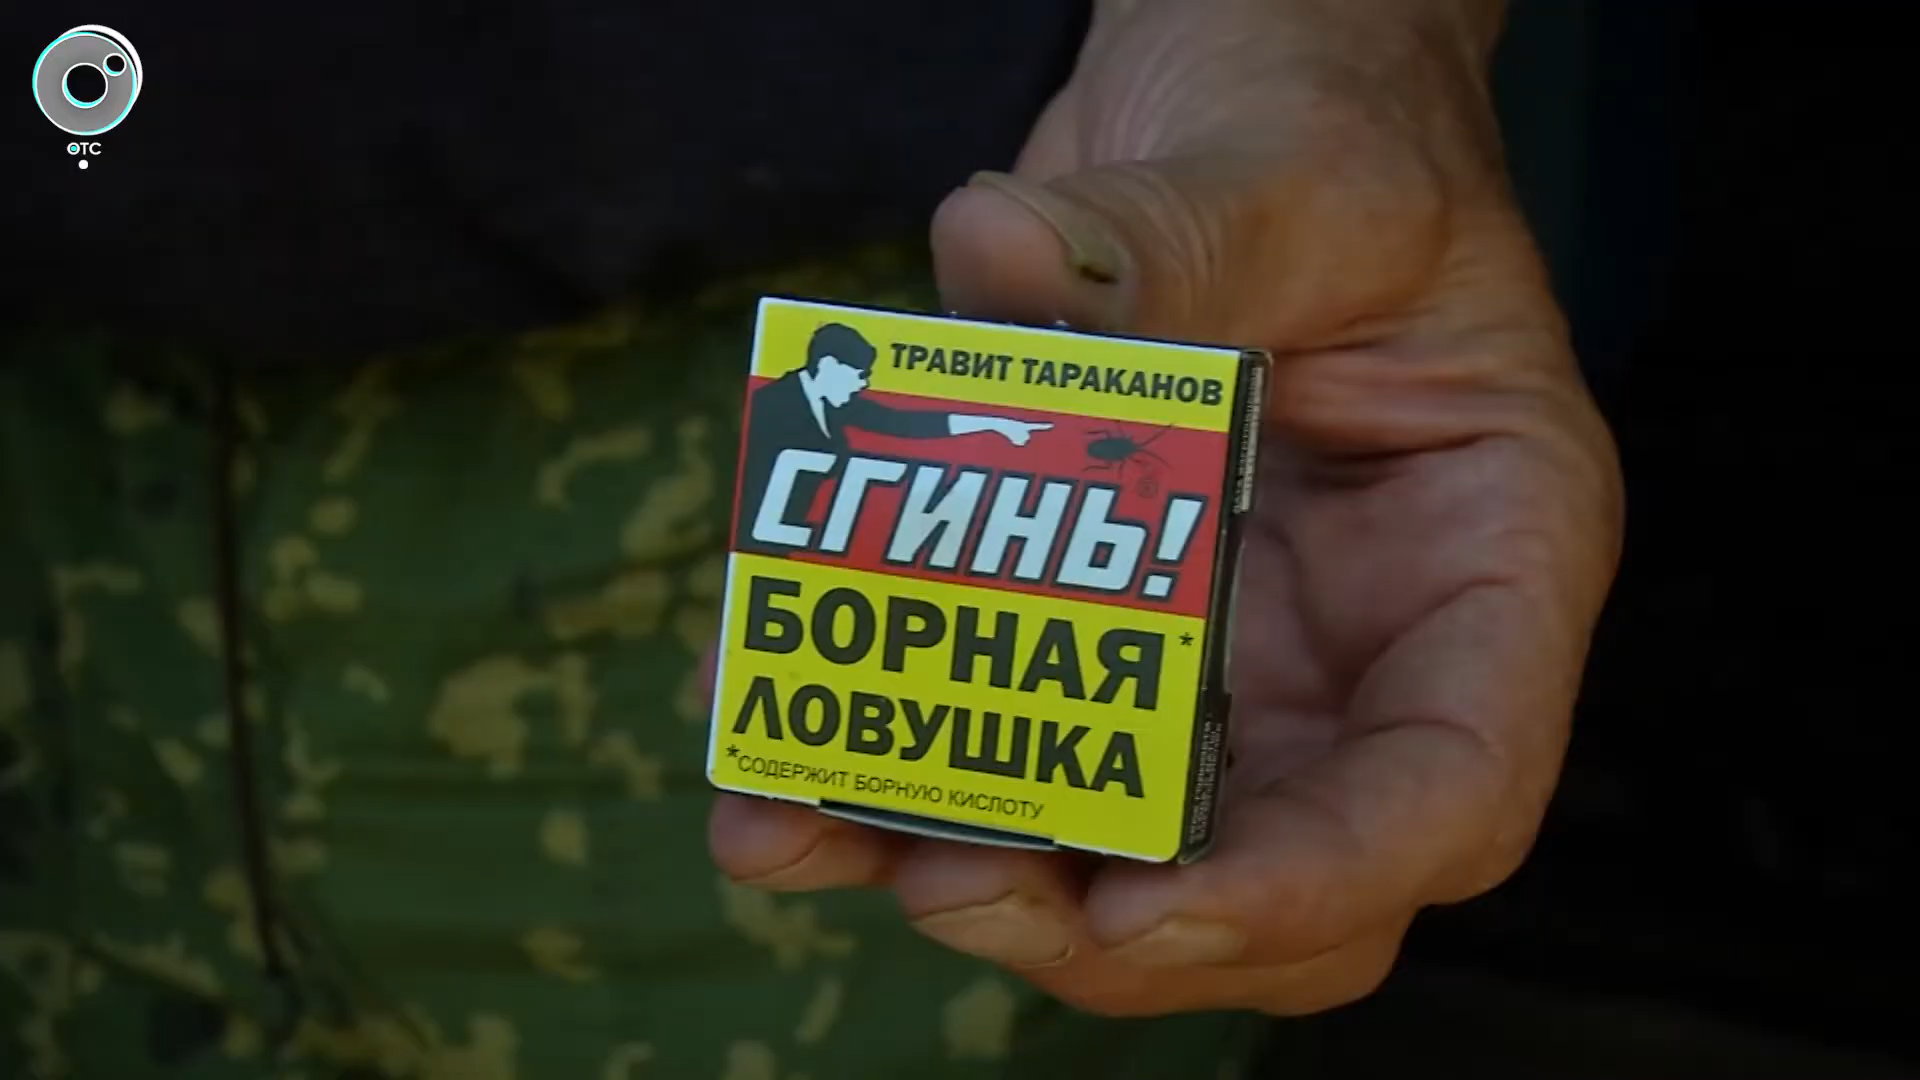 ОТС
ТРАВИТ ТАРАКАНОВ
СГИНЬ!
®
БОРНАЯ*
ЛОВУШКА
*СОДЕРЖИТ БОРНУЮ КИСЛОТУ